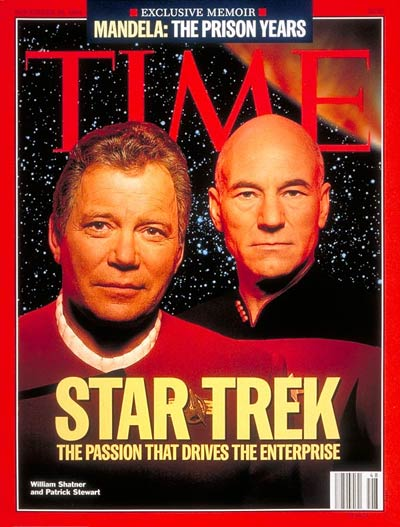 ■ EXCLUSIVE MEMOIR ■
MANDELA: THE PRISON YEARS
TIME
STAR TREK
THE PASSION THAT DRIVES THE ENTERPRISE
William Shatner
and Patrick Stewart
48